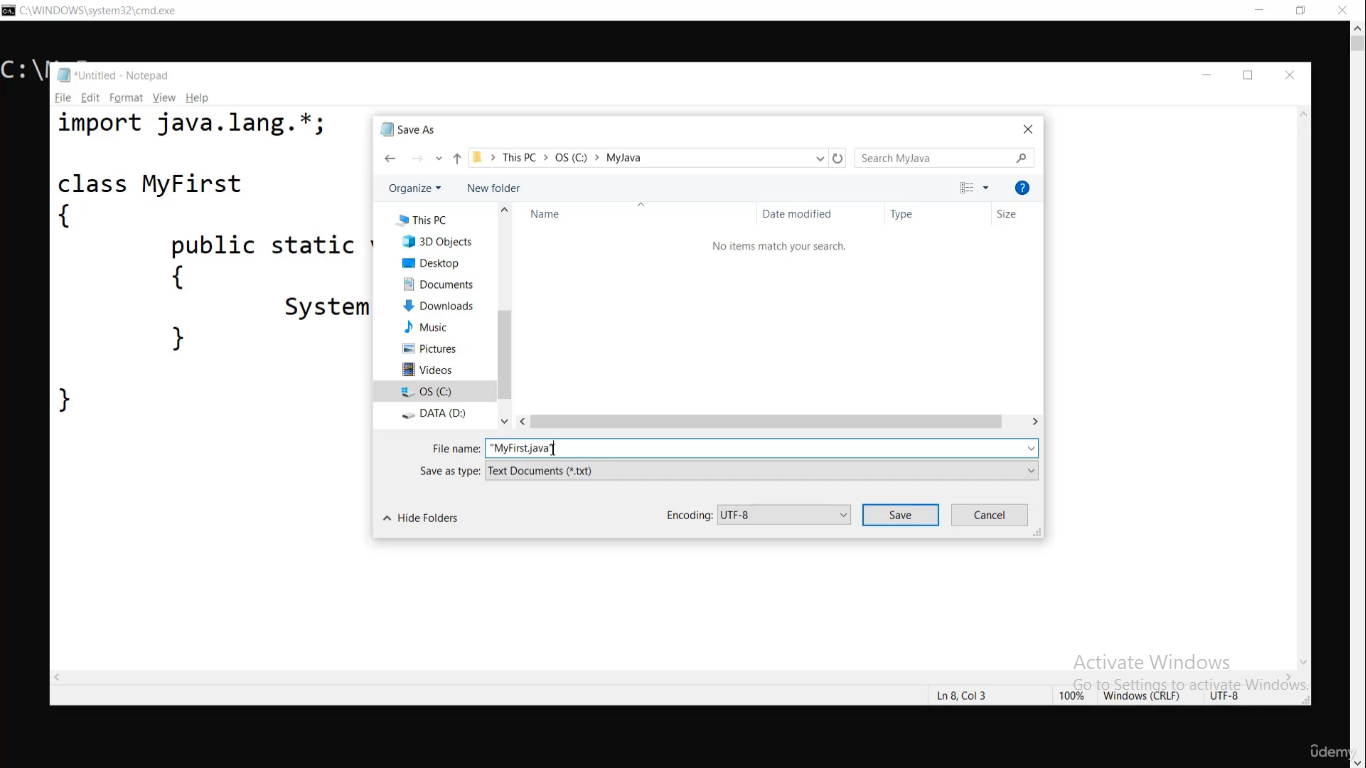 C:\WINDOWS\system32\cmd.exe
C:\
*Untitled - Notepad
File Edit Format View Help
import java.lang.*;
class MyFirst
{
public static
{
System
}
}
Save As
This PC > OS (C:) > MyJava
Search MyJava
Organize
New folder
Name
Date modified
Type
Size
No items match your search.
This PC
3D Objects
Desktop
Documents
Downloads
Music
Pictures
Videos
OS (C:)
DATA (D:)
File name: "MyFirst.java"
Save as type: Text Documents (*.txt)
Hide Folders
Encoding: UTF-8
Save
Cancel
Activate Windows
Go to Settings to activate Windows.
Ln 8, Col 3
100%
Windows (CRLF)
UTF-8
ûdemy